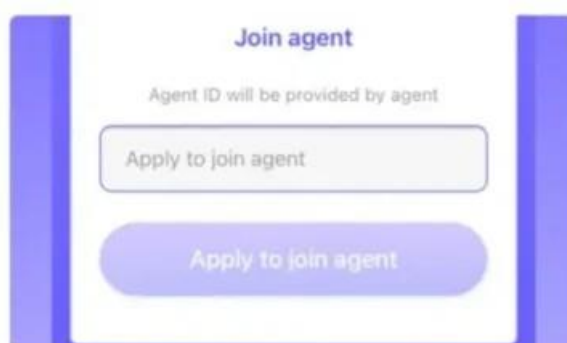 Join agent
Agent ID will be provided by agent
Apply to join agent
Apply to join agent